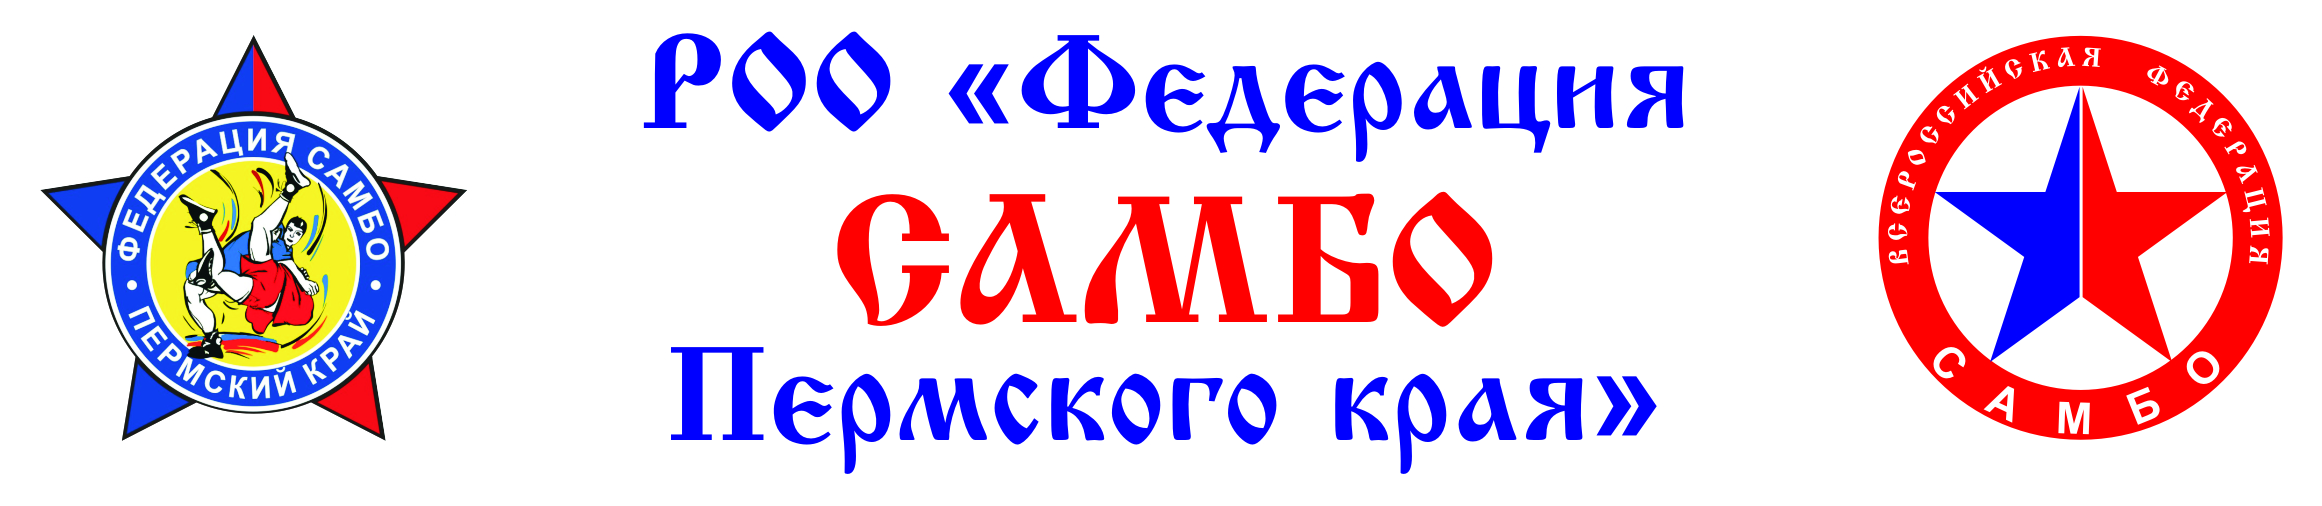 ФЕДЕРАЦИЯ САМБО
• ПЕРМСКИЙ КРАЙ •
РОО «Федерация
САМБО
Пермского края»
ВСЕРОССИЙСКАЯ ФЕДЕРАЦИЯ
САМБО